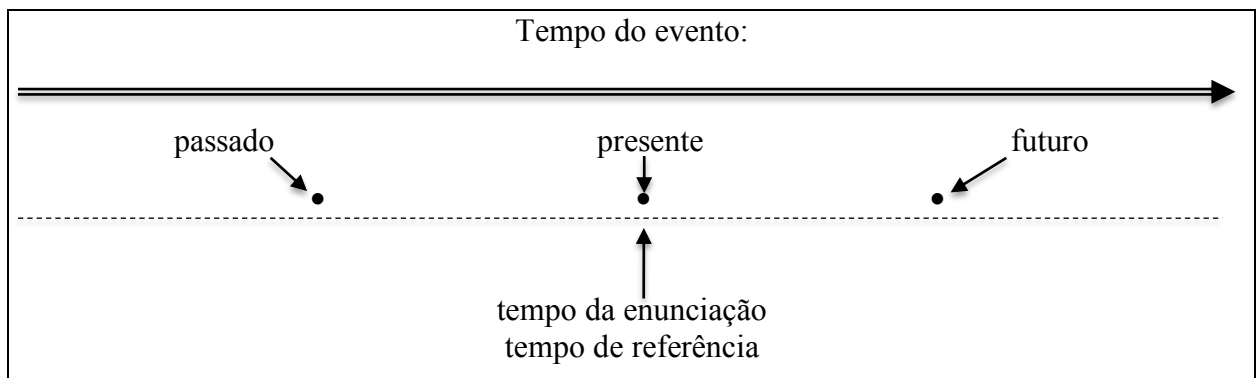 Tempo do evento:
passado presente futuro
tempo da enunciação
tempo de referência